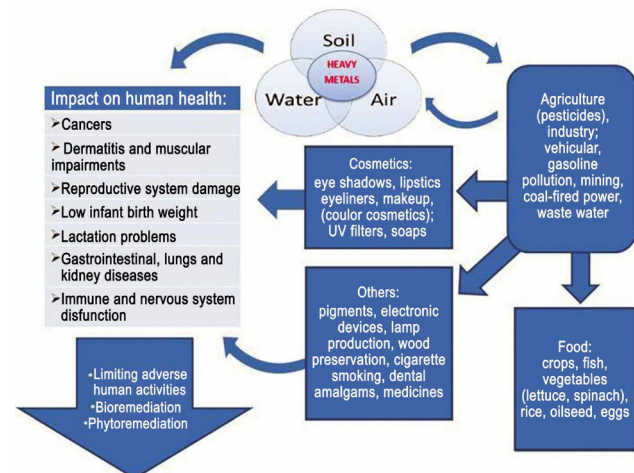 Soil
HEAVY
METALS
Water
Air
Impact on human health:
➢Cancers
➢Dermatitis and muscular
impairments
➢Reproductive system damage
➢Low infant birth weight
➢Lactation problems
➢Gastrointestinal, lungs and
kidney diseases
➢Immune and nervous system
disfunction
•Limiting adverse
human activities
•Bioremediation
•Phytoremediation
Cosmetics:
eye shadows, lipstics
eyeliners, makeup,
(coulor cosmetics);
UV filters, soaps
Others:
pigments, electronic
devices, lamp
production, wood
preservation, cigarette
smoking, dental
amalgams, medicines
Agriculture
(pesticides),
industry;
vehicular,
gasoline
pollution, mining,
coal-fired power,
waste water
Food:
crops, fish,
vegetables
(lettuce, spinach),
rice, oilseed, eggs